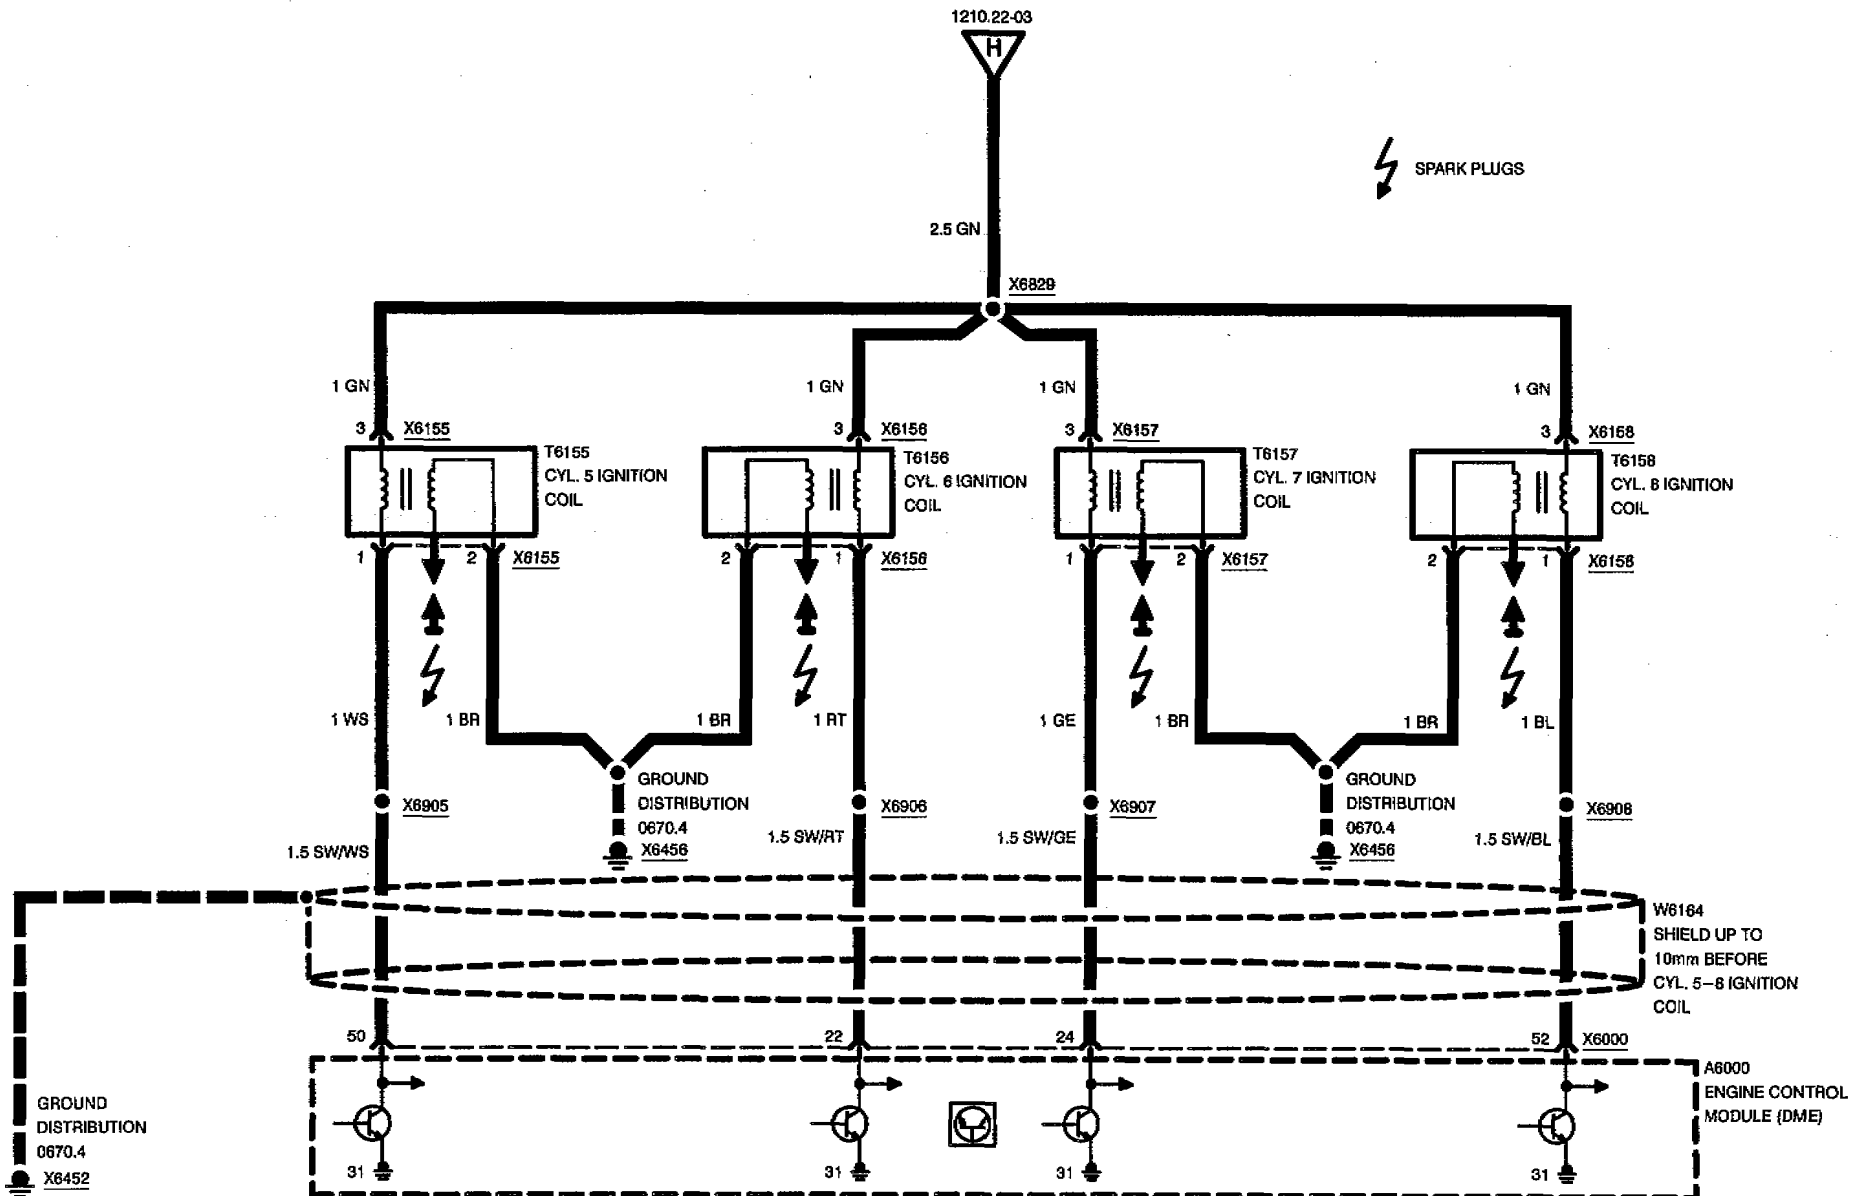 1210.22-03
H
SPARK PLUGS
2.5 GN
X6829
1 GN
1 GN
1 GN
1 GN
3
X6155
3
X6156
3
X6157
3
X6158
T6155
CYL. 5 IGNITION
COIL
T6156
CYL. 6 IGNITION
COIL
T6157
CYL. 7 IGNITION
COIL
T6158
CYL. 8 IGNITION
COIL
1
2
X6155
2
1
X6156
1
2
X6157
2
1
X6158
1 WS
1 BR
1 BR
1 RT
1 GE
1 BR
1 BR
1 BL
X6905
GROUND
DISTRIBUTION
0670.4
X6456
X6906
X6907
GROUND
DISTRIBUTION
0670.4
X6456
X6908
1.5 SW/WS
1.5 SW/RT
1.5 SW/GE
1.5 SW/BL
W6164
SHIELD UP TO
10mm BEFORE
CYL. 5–8 IGNITION
COIL
50
22
24
52
X6000
A6000
ENGINE CONTROL
MODULE (DME)
GROUND
DISTRIBUTION
0670.4
X6452
31
31
31
31